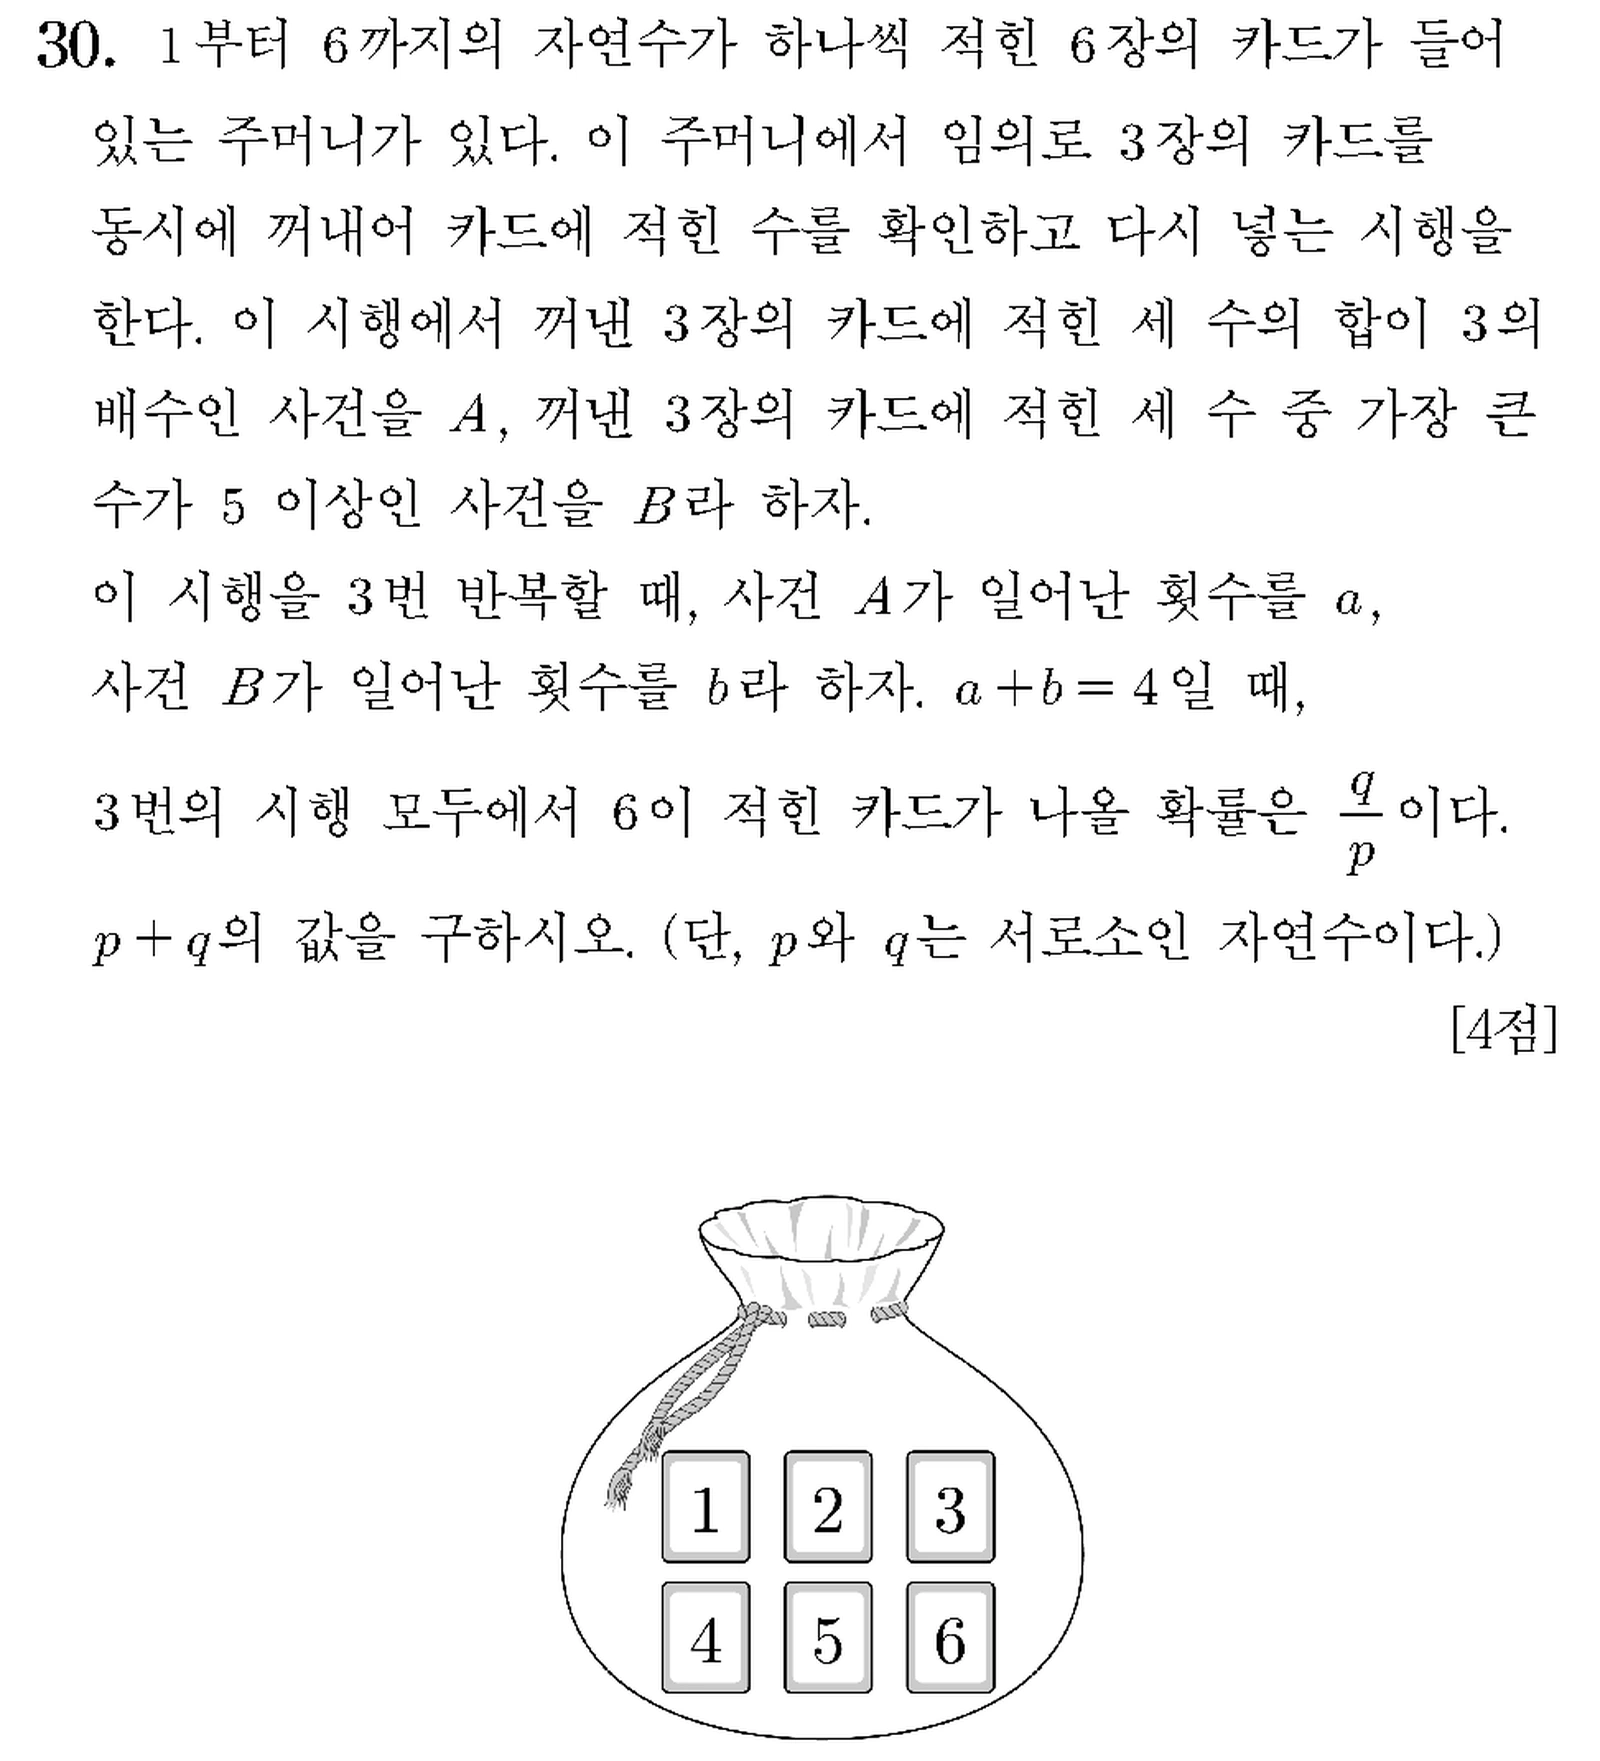 30. 1부터 6까지의 자연수가 하나씩 적힌 6장의 카드가 들어
있는 주머니가 있다. 이 주머니에서 임의로 3장의 카드를
동시에 꺼내어 카드에 적힌 수를 확인하고 다시 넣는 시행을
한다. 이 시행에서 꺼낸 3장의 카드에 적힌 세 수의 합이 3의
배수인 사건을 A, 꺼낸 3장의 카드에 적힌 세 수 중 가장 큰
수가 5 이상인 사건을 B라 하자.
이 시행을 3번 반복할 때, 사건 A가 일어난 횟수를 a,
사건 B가 일어난 횟수를 b라 하자. a+b=4일 때,
3번의 시행 모두에서 6이 적힌 카드가 나올 확률은 q/p이다.
p+q의 값을 구하시오. (단, p와 q는 서로소인 자연수이다.)
[4점]
1 2 3
4 5 6